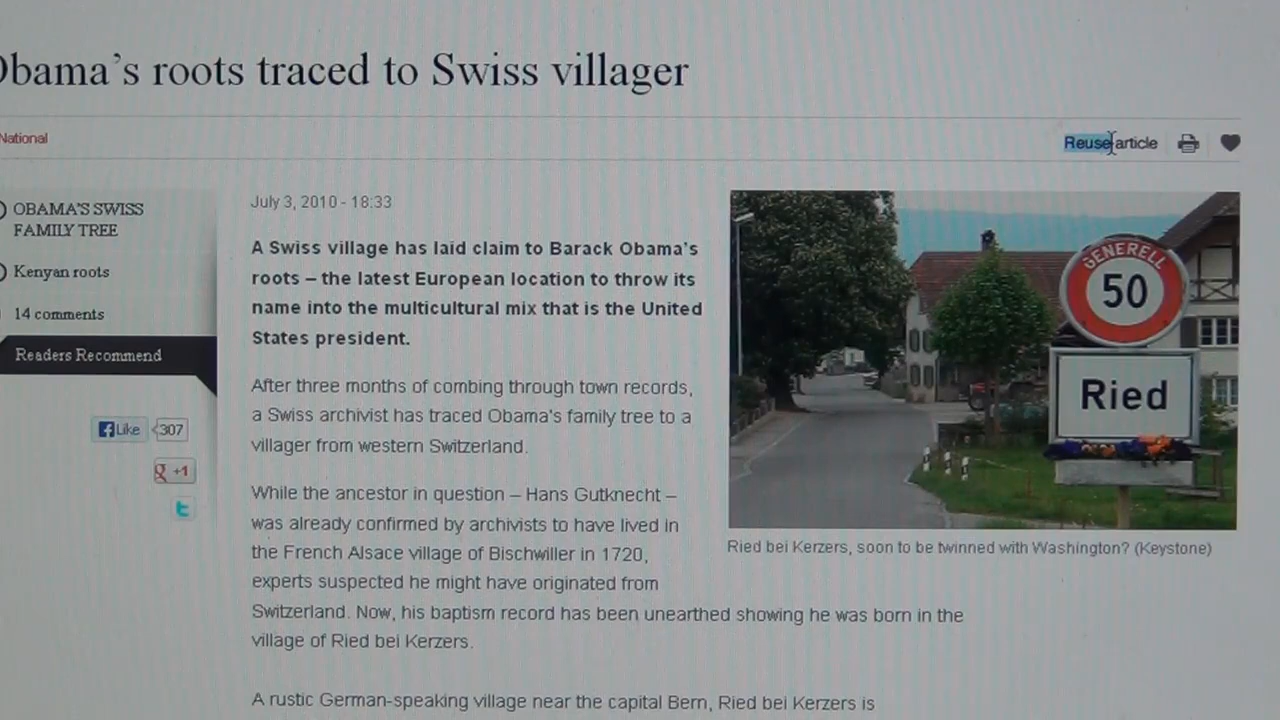 Obama's roots traced to Swiss villager
National
Reuse article
OBAMA'S SWISS
FAMILY TREE
Kenyan roots
14 comments
Readers Recommend
Like 307
+1
July 3, 2010 - 18:33
A Swiss village has laid claim to Barack Obama's
roots – the latest European location to throw its
name into the multicultural mix that is the United
States president.
After three months of combing through town records,
a Swiss archivist has traced Obama's family tree to a
villager from western Switzerland.
While the ancestor in question – Hans Gutknecht –
was already confirmed by archivists to have lived in
the French Alsace village of Bischwiller in 1720,
experts suspected he might have originated from
Switzerland. Now, his baptism record has been unearthed showing he was born in the
village of Ried bei Kerzers.
A rustic German-speaking village near the capital Bern, Ried bei Kerzers is
GENERELL
50
Ried
Ried bei Kerzers, soon to be twinned with Washington? (Keystone)